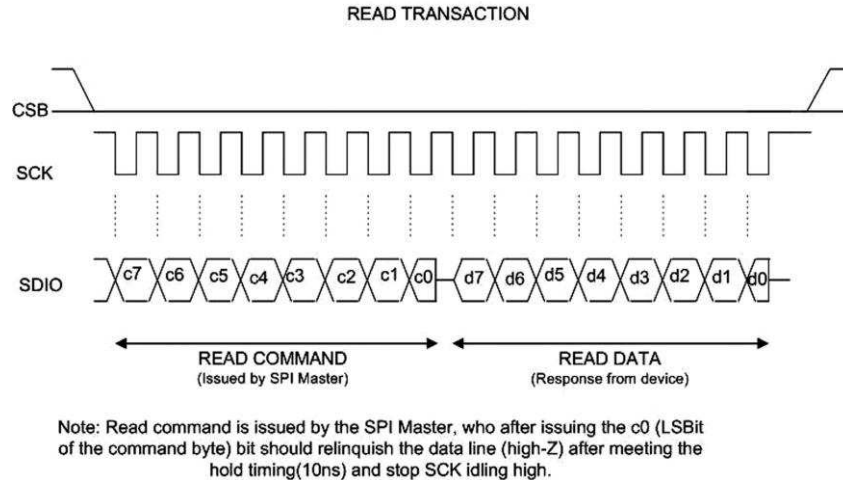 READ TRANSACTION
CSB
SCK
SDIO
c7 c6 c5 c4 c3 c2 c1 c0 d7 d6 d5 d4 d3 d2 d1 d0
READ COMMAND
(Issued by SPI Master)
READ DATA
(Response from device)
Note: Read command is issued by the SPI Master, who after issuing the c0 (LSBit
of the command byte) bit should relinquish the data line (high-Z) after meeting the
hold timing(10ns) and stop SCK idling high.